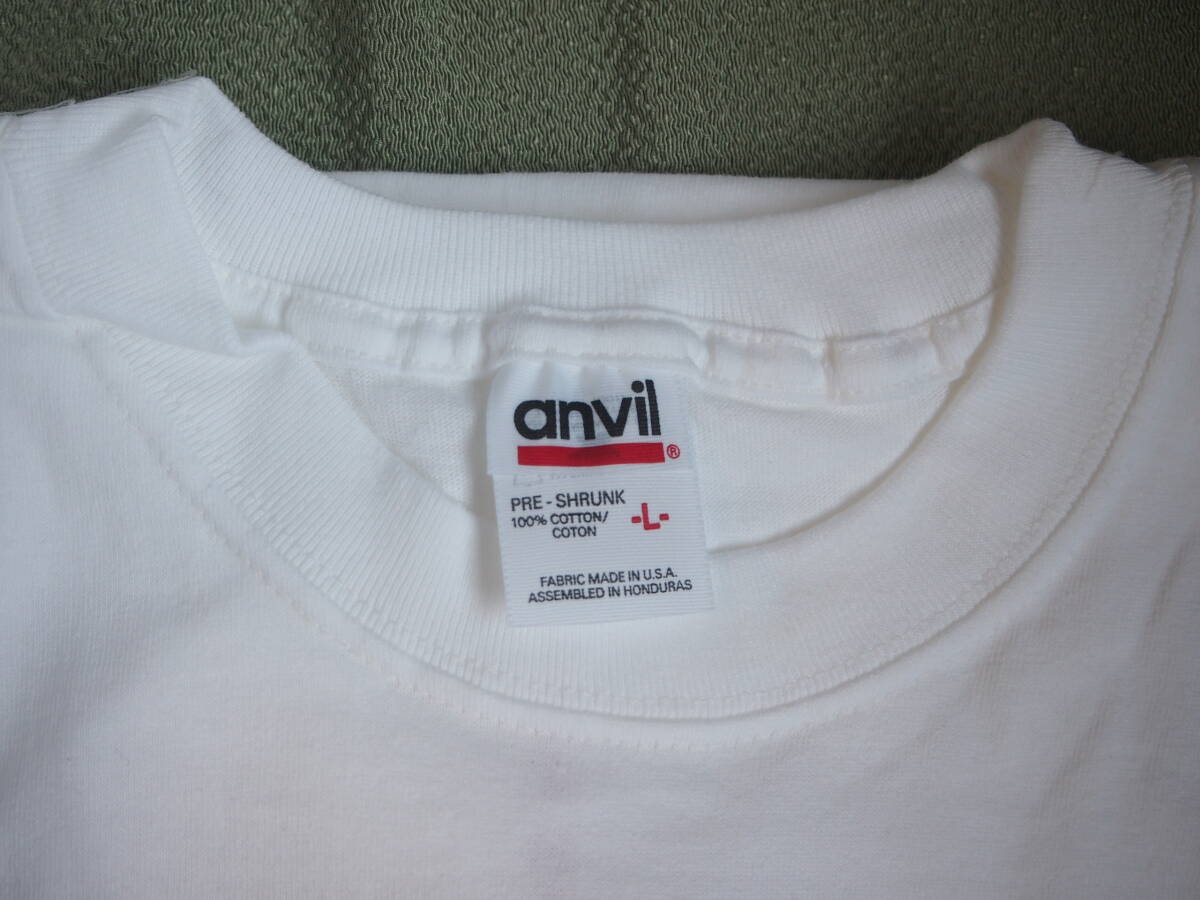 anvil®
PRE - SHRUNK
100% COTTON/
COTON
-L-
FABRIC MADE IN U.S.A.
ASSEMBLED IN HONDURAS